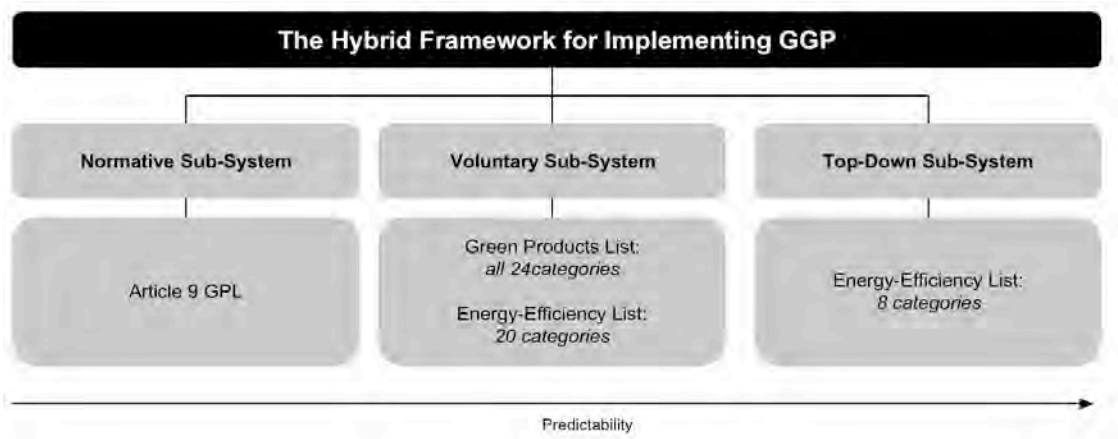 The Hybrid Framework for Implementing GGP
Normative Sub-System
Voluntary Sub-System
Top-Down Sub-System
Article 9 GPL
Green Products List:
all 24categories
Energy-Efficiency List:
20 categories
Energy-Efficiency List:
8 categories
Predictability